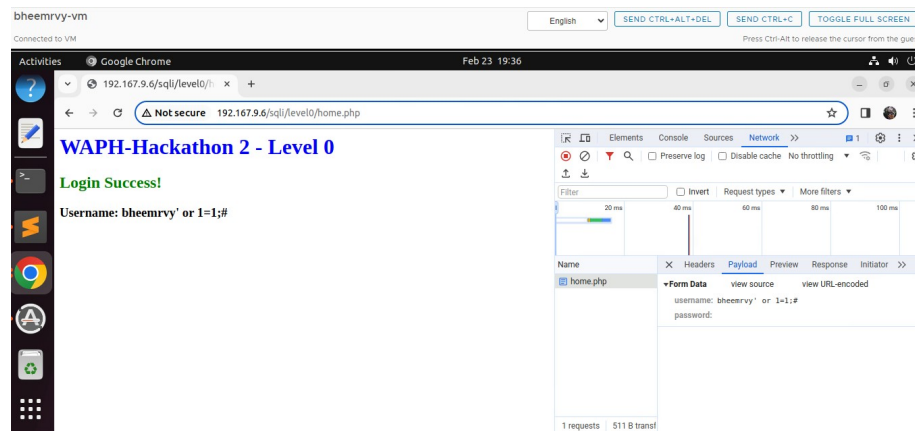 bheemrvy-vm
English
SEND CTRL+ALT+DEL
SEND CTRL+C
TOGGLE FULL SCREEN
Connected to VM
Press Ctrl-Alt to release the cursor from the gue
Activities
Google Chrome
Feb 23 19:36
192.167.9.6/sqli/level0/h
Not secure
192.167.9.6/sqli/level0/home.php
WAPH-Hackathon 2 - Level 0
Login Success!
Username: bheemrvy' or 1=1;#
Elements
Console
Sources
Network
1
Preserve log
Disable cache
No throttling
Filter
Invert
Request types
More filters
20 ms
40 ms
60 ms
80 ms
100 ms
Name
Headers
Payload
Preview
Response
Initiator
home.php
Form Data
view source
view URL-encoded
username: bheemrvy' or 1=1;#
password:
1 requests
511 B transf